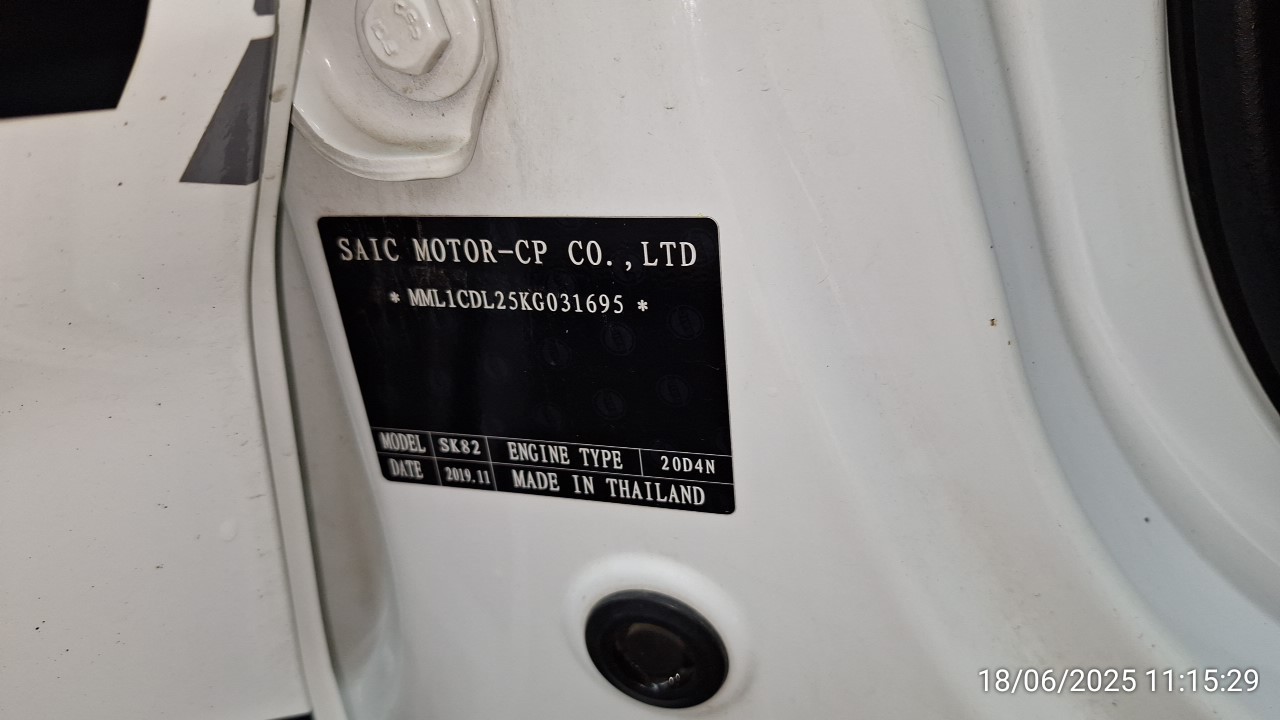 SAIC MOTOR-CP CO.,LTD
* MML1CDL25KG031695 *
MODEL SK82 ENGINE TYPE 20D4N
DATE 2019.11 MADE IN THAILAND
18/06/2025 11:15:29